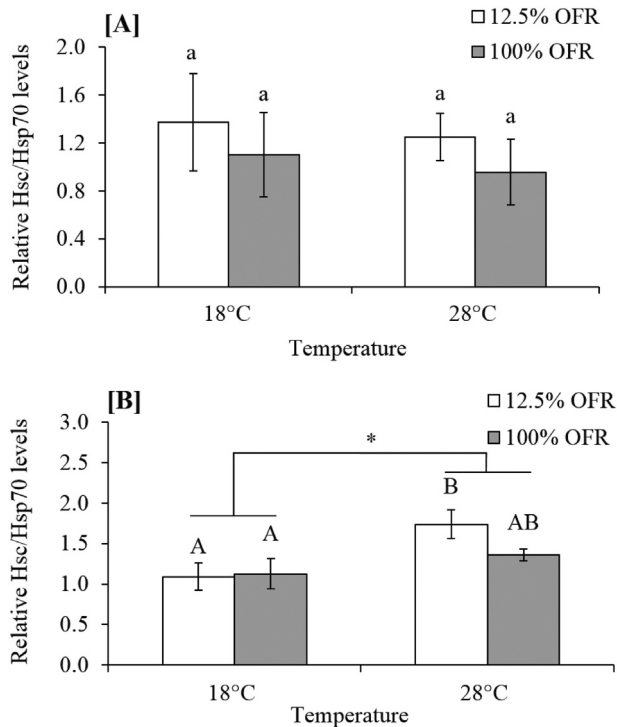 [A]
12.5% OFR
100% OFR
Relative Hsc/Hsp70 levels
2.0
1.6
1.2
0.8
0.4
0.0
a
a
a
a
18°C
28°C
Temperature
[B]
12.5% OFR
100% OFR
Relative Hsc/Hsp70 levels
3.0
2.5
2.0
1.5
1.0
0.5
0.0
*
A
A
B
AB
18°C
28°C
Temperature